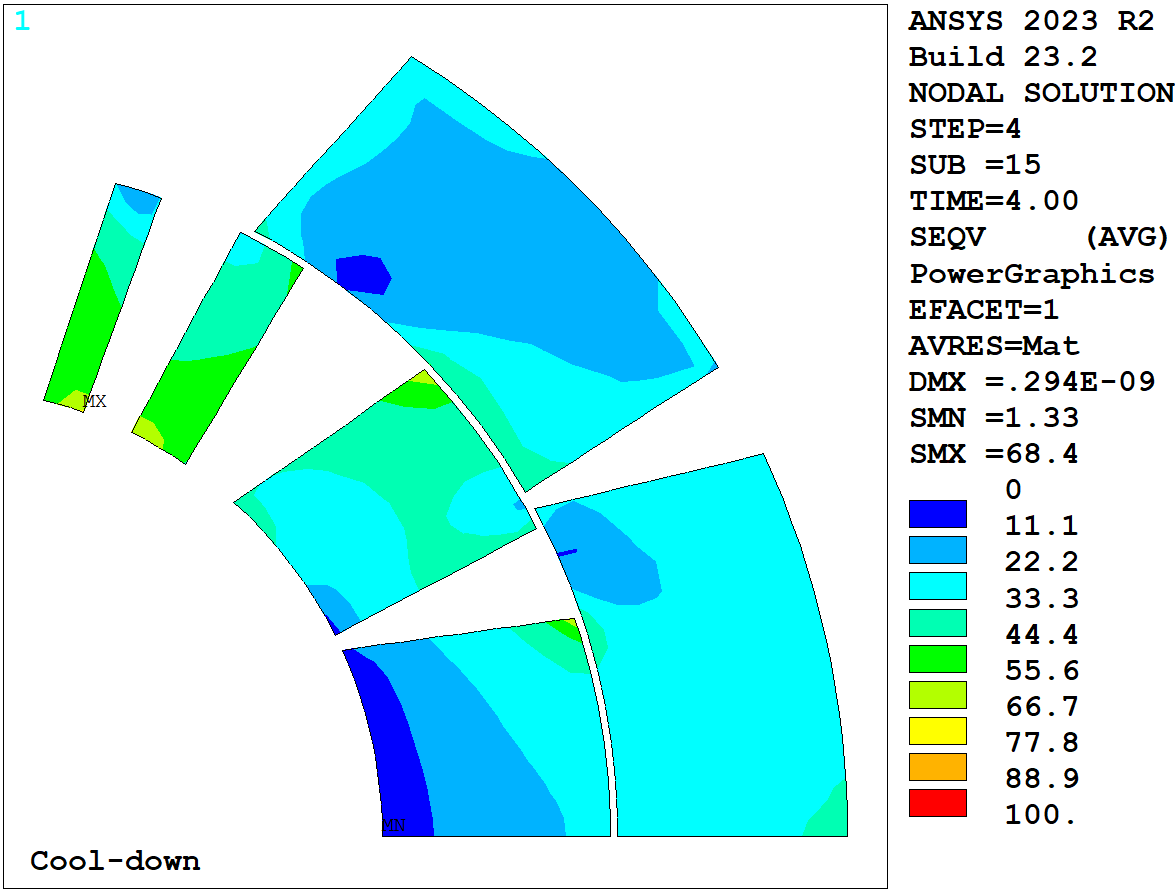 1
ANSYS 2023 R2
Build 23.2
NODAL SOLUTION
STEP=4
SUB =15
TIME=4.00
SEQV (AVG)
PowerGraphics
EFACET=1
AVRES=Mat
DMX =.294E-09
SMN =1.33
SMX =68.4
0
11.1
22.2
33.3
44.4
55.6
66.7
77.8
88.9
100.
MX
MN
Cool-down